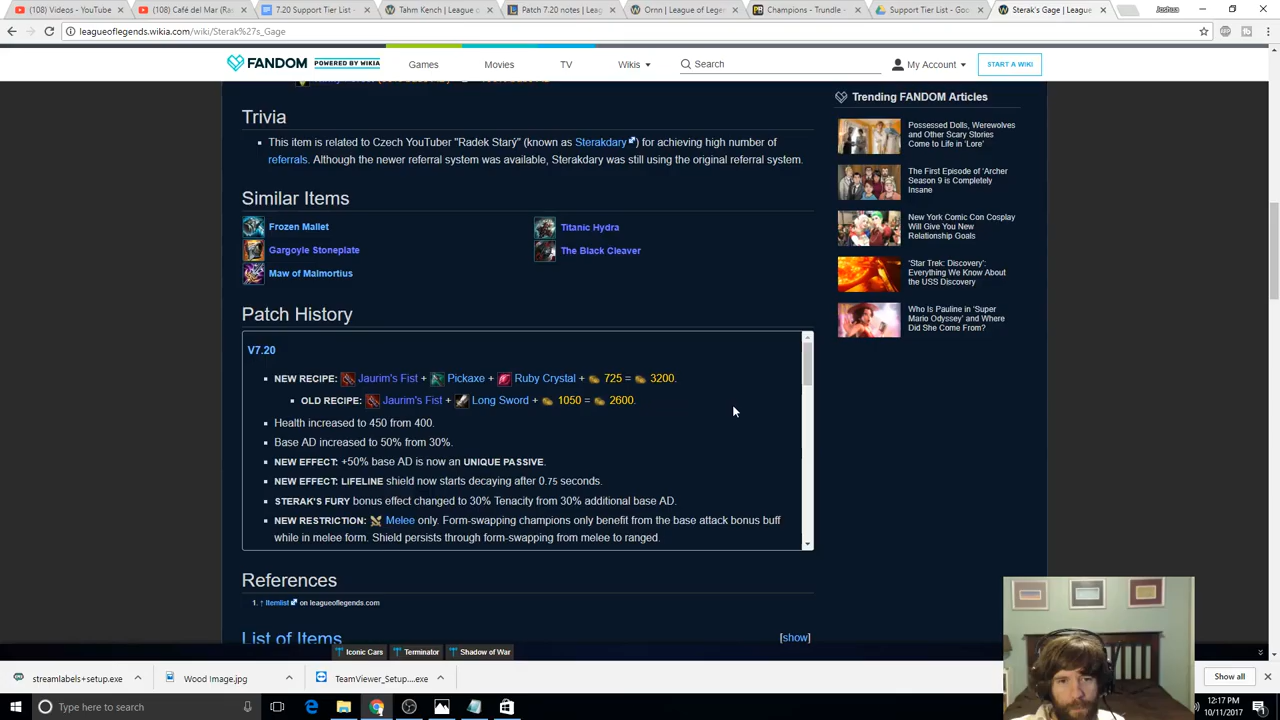 (108) Videos - YouTube
(108) Café del Mar (Ra
7.20 Support Tier List -
Tahm Kench | League o
Patch 7.20 notes | Leag
Ornn | League of Lege
Champions - Trundle -
Support Tier List - Goo
Sterak's Gage | League
Joshua
leagueoflegends.wikia.com/wiki/Sterak%27s_Gage
FANDOM POWERED BY WIKIA
Games
Movies
TV
Wikis
Search
My Account
START A WIKI
Trivia
This item is related to Czech YouTuber "Radek Starý" (known as Sterakdary) for achieving high number of
referrals. Although the newer referral system was available, Sterakdary was still using the original referral system.
Similar Items
Frozen Mallet
Titanic Hydra
Gargoyle Stoneplate
The Black Cleaver
Maw of Malmortius
Patch History
V7.20
NEW RECIPE: Jaurim's Fist + Pickaxe + Ruby Crystal + 725 = 3200.
OLD RECIPE: Jaurim's Fist + Long Sword + 1050 = 2600.
Health increased to 450 from 400.
Base AD increased to 50% from 30%.
NEW EFFECT: +50% base AD is now an UNIQUE PASSIVE.
NEW EFFECT: LIFELINE shield now starts decaying after 0.75 seconds.
STERAK'S FURY bonus effect changed to 30% Tenacity from 30% additional base AD.
NEW RESTRICTION: Melee only. Form-swapping champions only benefit from the base attack bonus buff
while in melee form. Shield persists through form-swapping from melee to ranged.
References
1. ↑ Itemlist on leagueoflegends.com
List of Items
[show]
Trending FANDOM Articles
Possessed Dolls, Werewolves
and Other Scary Stories
Come to Life in 'Lore'
The First Episode of 'Archer
Season 9 is Completely
Insane
New York Comic Con Cosplay
Will Give You New
Relationship Goals
'Star Trek: Discovery':
Everything We Know About
the USS Discovery
Who Is Pauline in 'Super
Mario Odyssey' and Where
Did She Come From?
Iconic Cars
Terminator
Shadow of War
streamlabels+setup.exe
Wood Image.jpg
TeamViewer_Setup....exe
Show all
Type here to search
12:17 PM
10/11/2017